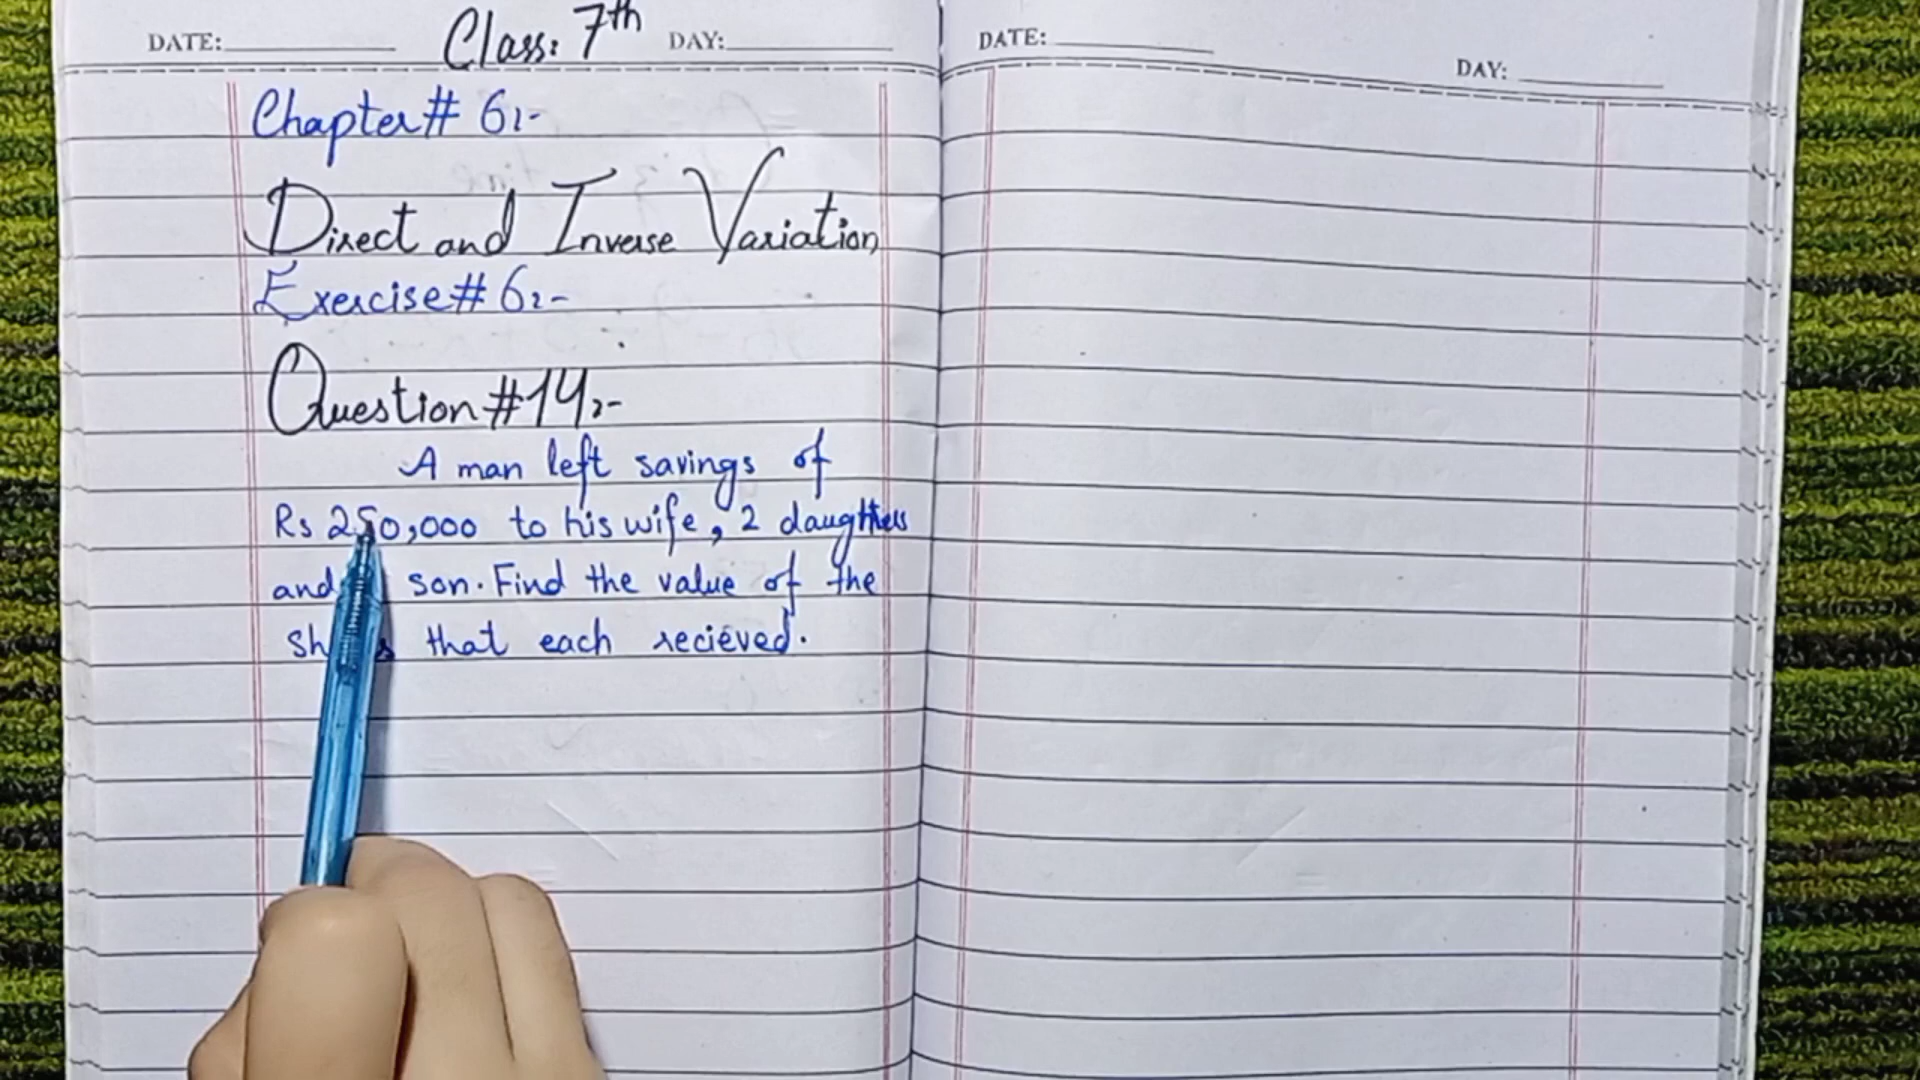 DATE: Class: 7th DAY:
Chapter# 6:-
Direct and Inverse Variation
Exercise# 6:-
Question #14:-
A man left savings of
Rs 250,000 to his wife, 2 daughters
and son. Find the value of the
that each recieved.
DATE:
DAY: